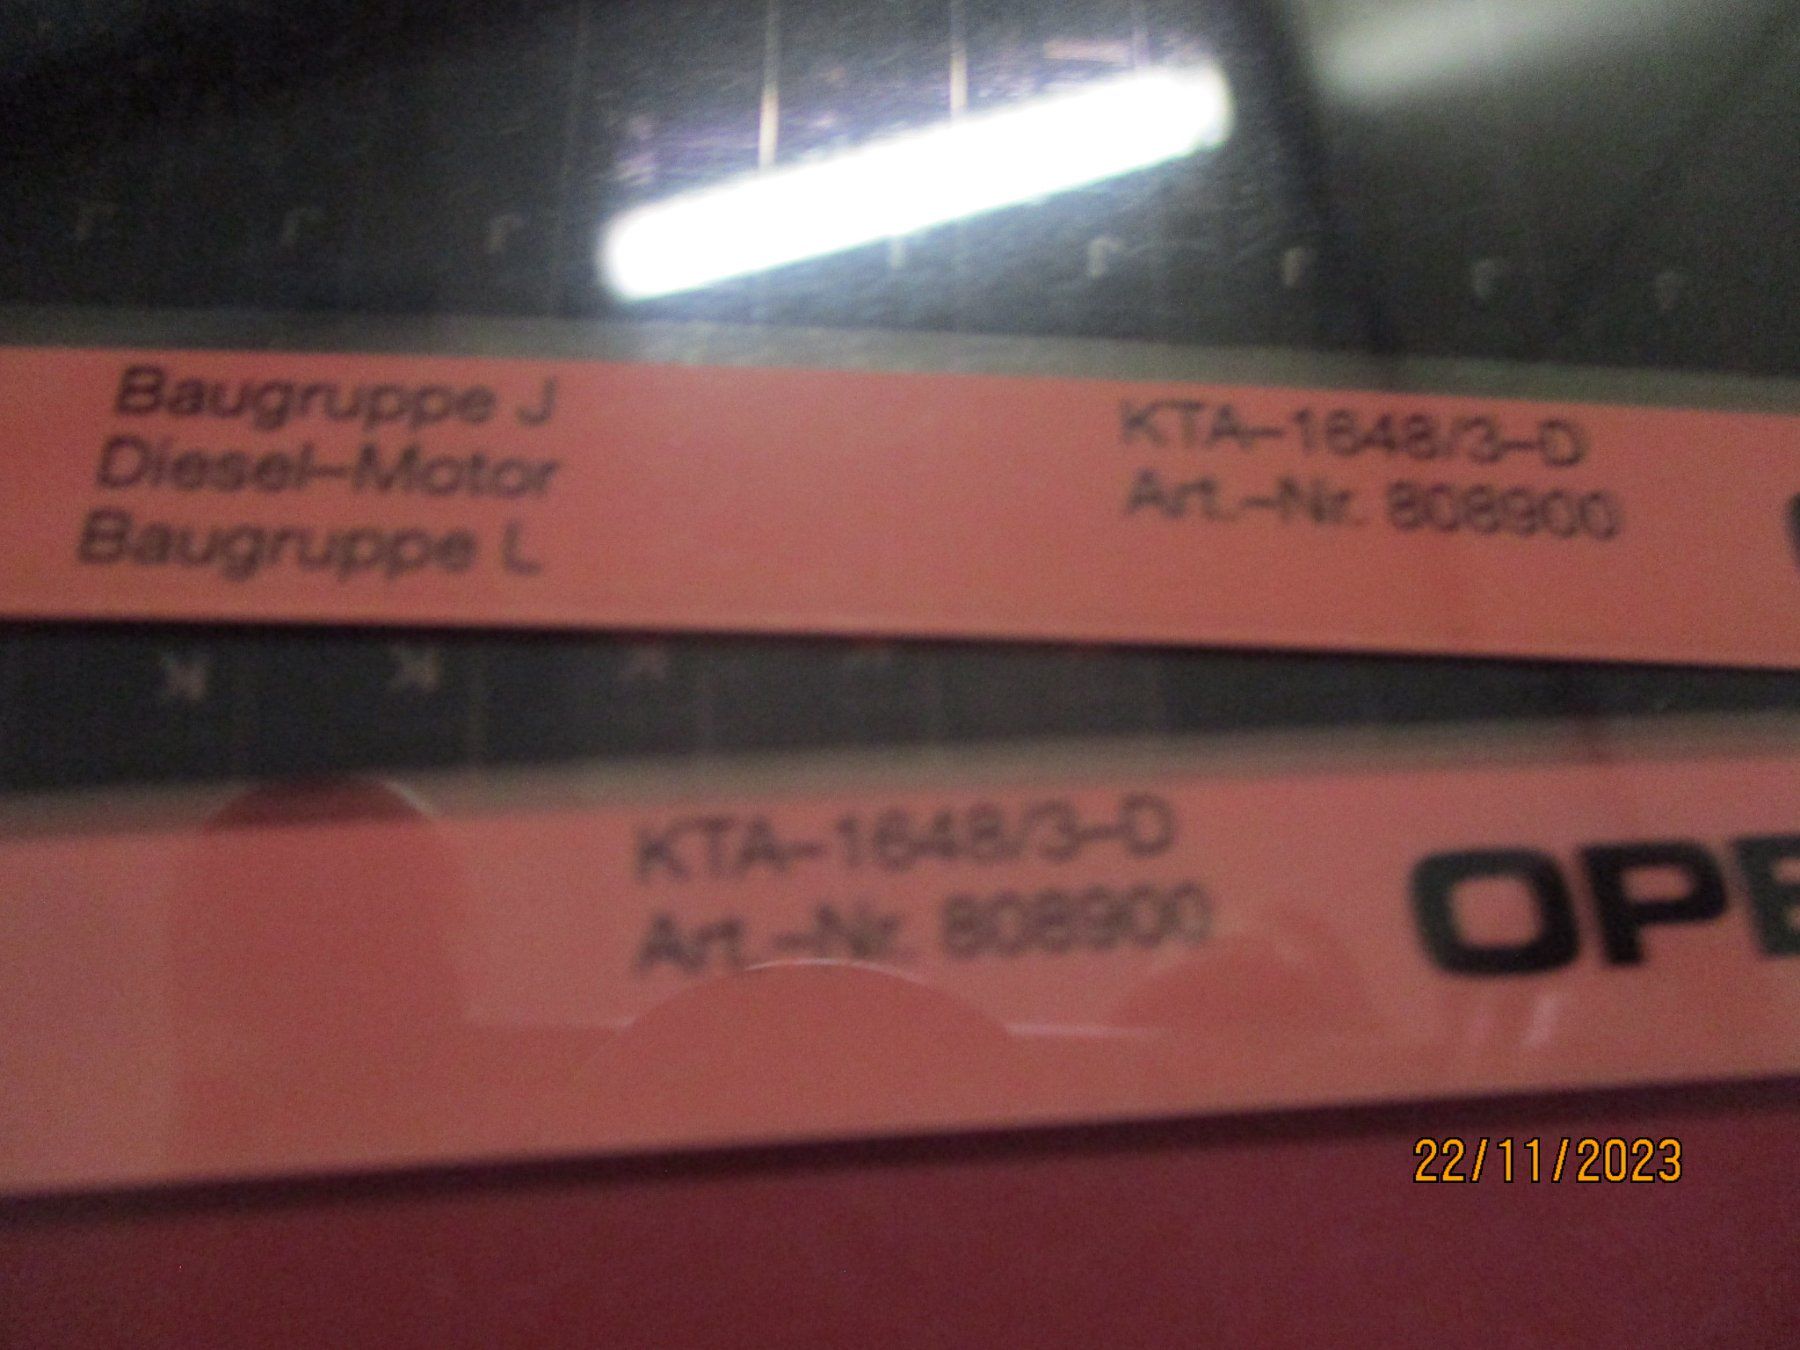 Baugruppe J
Diesel-Motor
Baugruppe L
KTA-1648/3-D
Art.-Nr. 808900
KTA-1648/3-D
Art.-Nr. 808900
OPE
22/11/2023